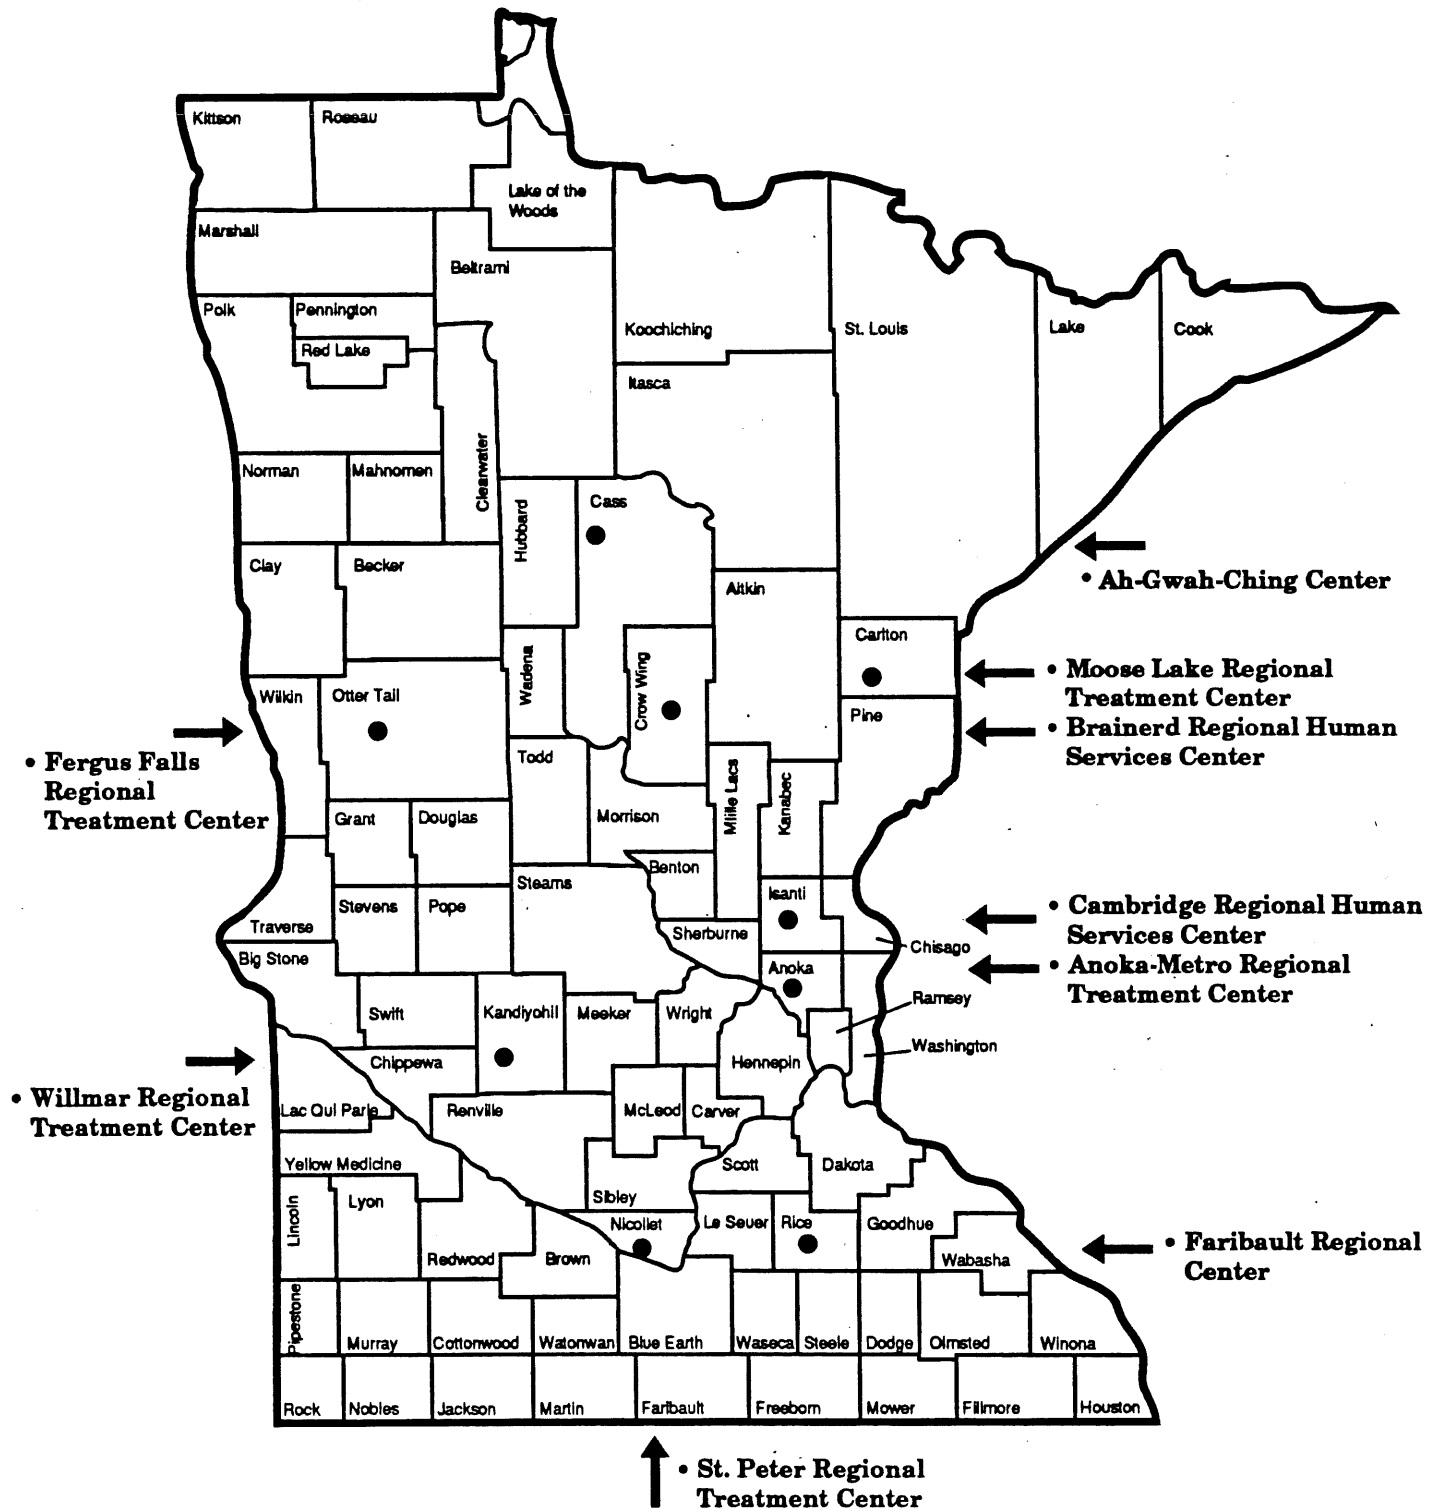 Kittson
Roseau
Lake of the
Woods
Marshall
Beltrami
Polk
Pennington
Red Lake
Koochiching
St. Louis
Lake
Cook
Itasca
Clearwater
Norman
Mahnomen
Hubbard
Cass
Clay
Becker
Aitkin
• Ah-Gwah-Ching Center
Carlton
Wadena
Crow Wing
Wilkin
Otter Tail
• Moose Lake Regional
Treatment Center
Pine
• Brainerd Regional Human
Services Center
• Fergus Falls
Regional
Treatment Center
Todd
Mille Lacs
Kanabec
Grant
Douglas
Morrison
Benton
Stearns
Isanti
Stevens
Pope
• Cambridge Regional Human
Services Center
Traverse
Sherburne
Chisago
Big Stone
Anoka
• Anoka-Metro Regional
Treatment Center
Ramsey
Swift
Kandiyohi
Meeker
Wright
Washington
Chippewa
Hennepin
• Willmar Regional
Treatment Center
Lac Qui Parle
Renville
McLeod
Carver
Yellow Medicine
Scott
Dakota
Lincoln
Lyon
Sibley
Nicollet
Le Seuer
Rice
Goodhue
Redwood
Brown
Wabasha
• Faribault Regional
Center
Pipestone
Murray
Cottonwood
Watonwan
Blue Earth
Waseca
Steele
Dodge
Olmsted
Winona
Rock
Nobles
Jackson
Martin
Faribault
Freeborn
Mower
Fillmore
Houston
• St. Peter Regional
Treatment Center